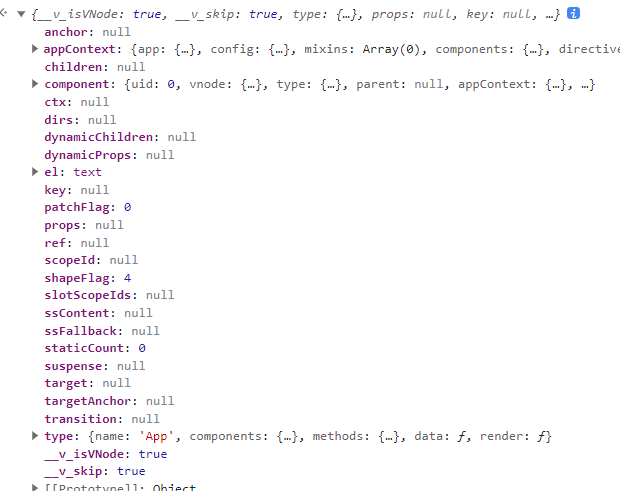 {__v_isVNode: true, __v_skip: true, type: {…}, props: null, key: null, …} i
anchor: null
appContext: {app: {…}, config: {…}, mixins: Array(0), components: {…}, directive
children: null
component: {uid: 0, vnode: {…}, type: {…}, parent: null, appContext: {…}, …}
ctx: null
dirs: null
dynamicChildren: null
dynamicProps: null
el: text
key: null
patchFlag: 0
props: null
ref: null
scopeId: null
shapeFlag: 4
slotScopeIds: null
ssContent: null
ssFallback: null
staticCount: 0
suspense: null
target: null
targetAnchor: null
transition: null
type: {name: 'App', components: {…}, methods: {…}, data: ƒ, render: ƒ}
__v_isVNode: true
__v_skip: true
[[Prototype]]: Object